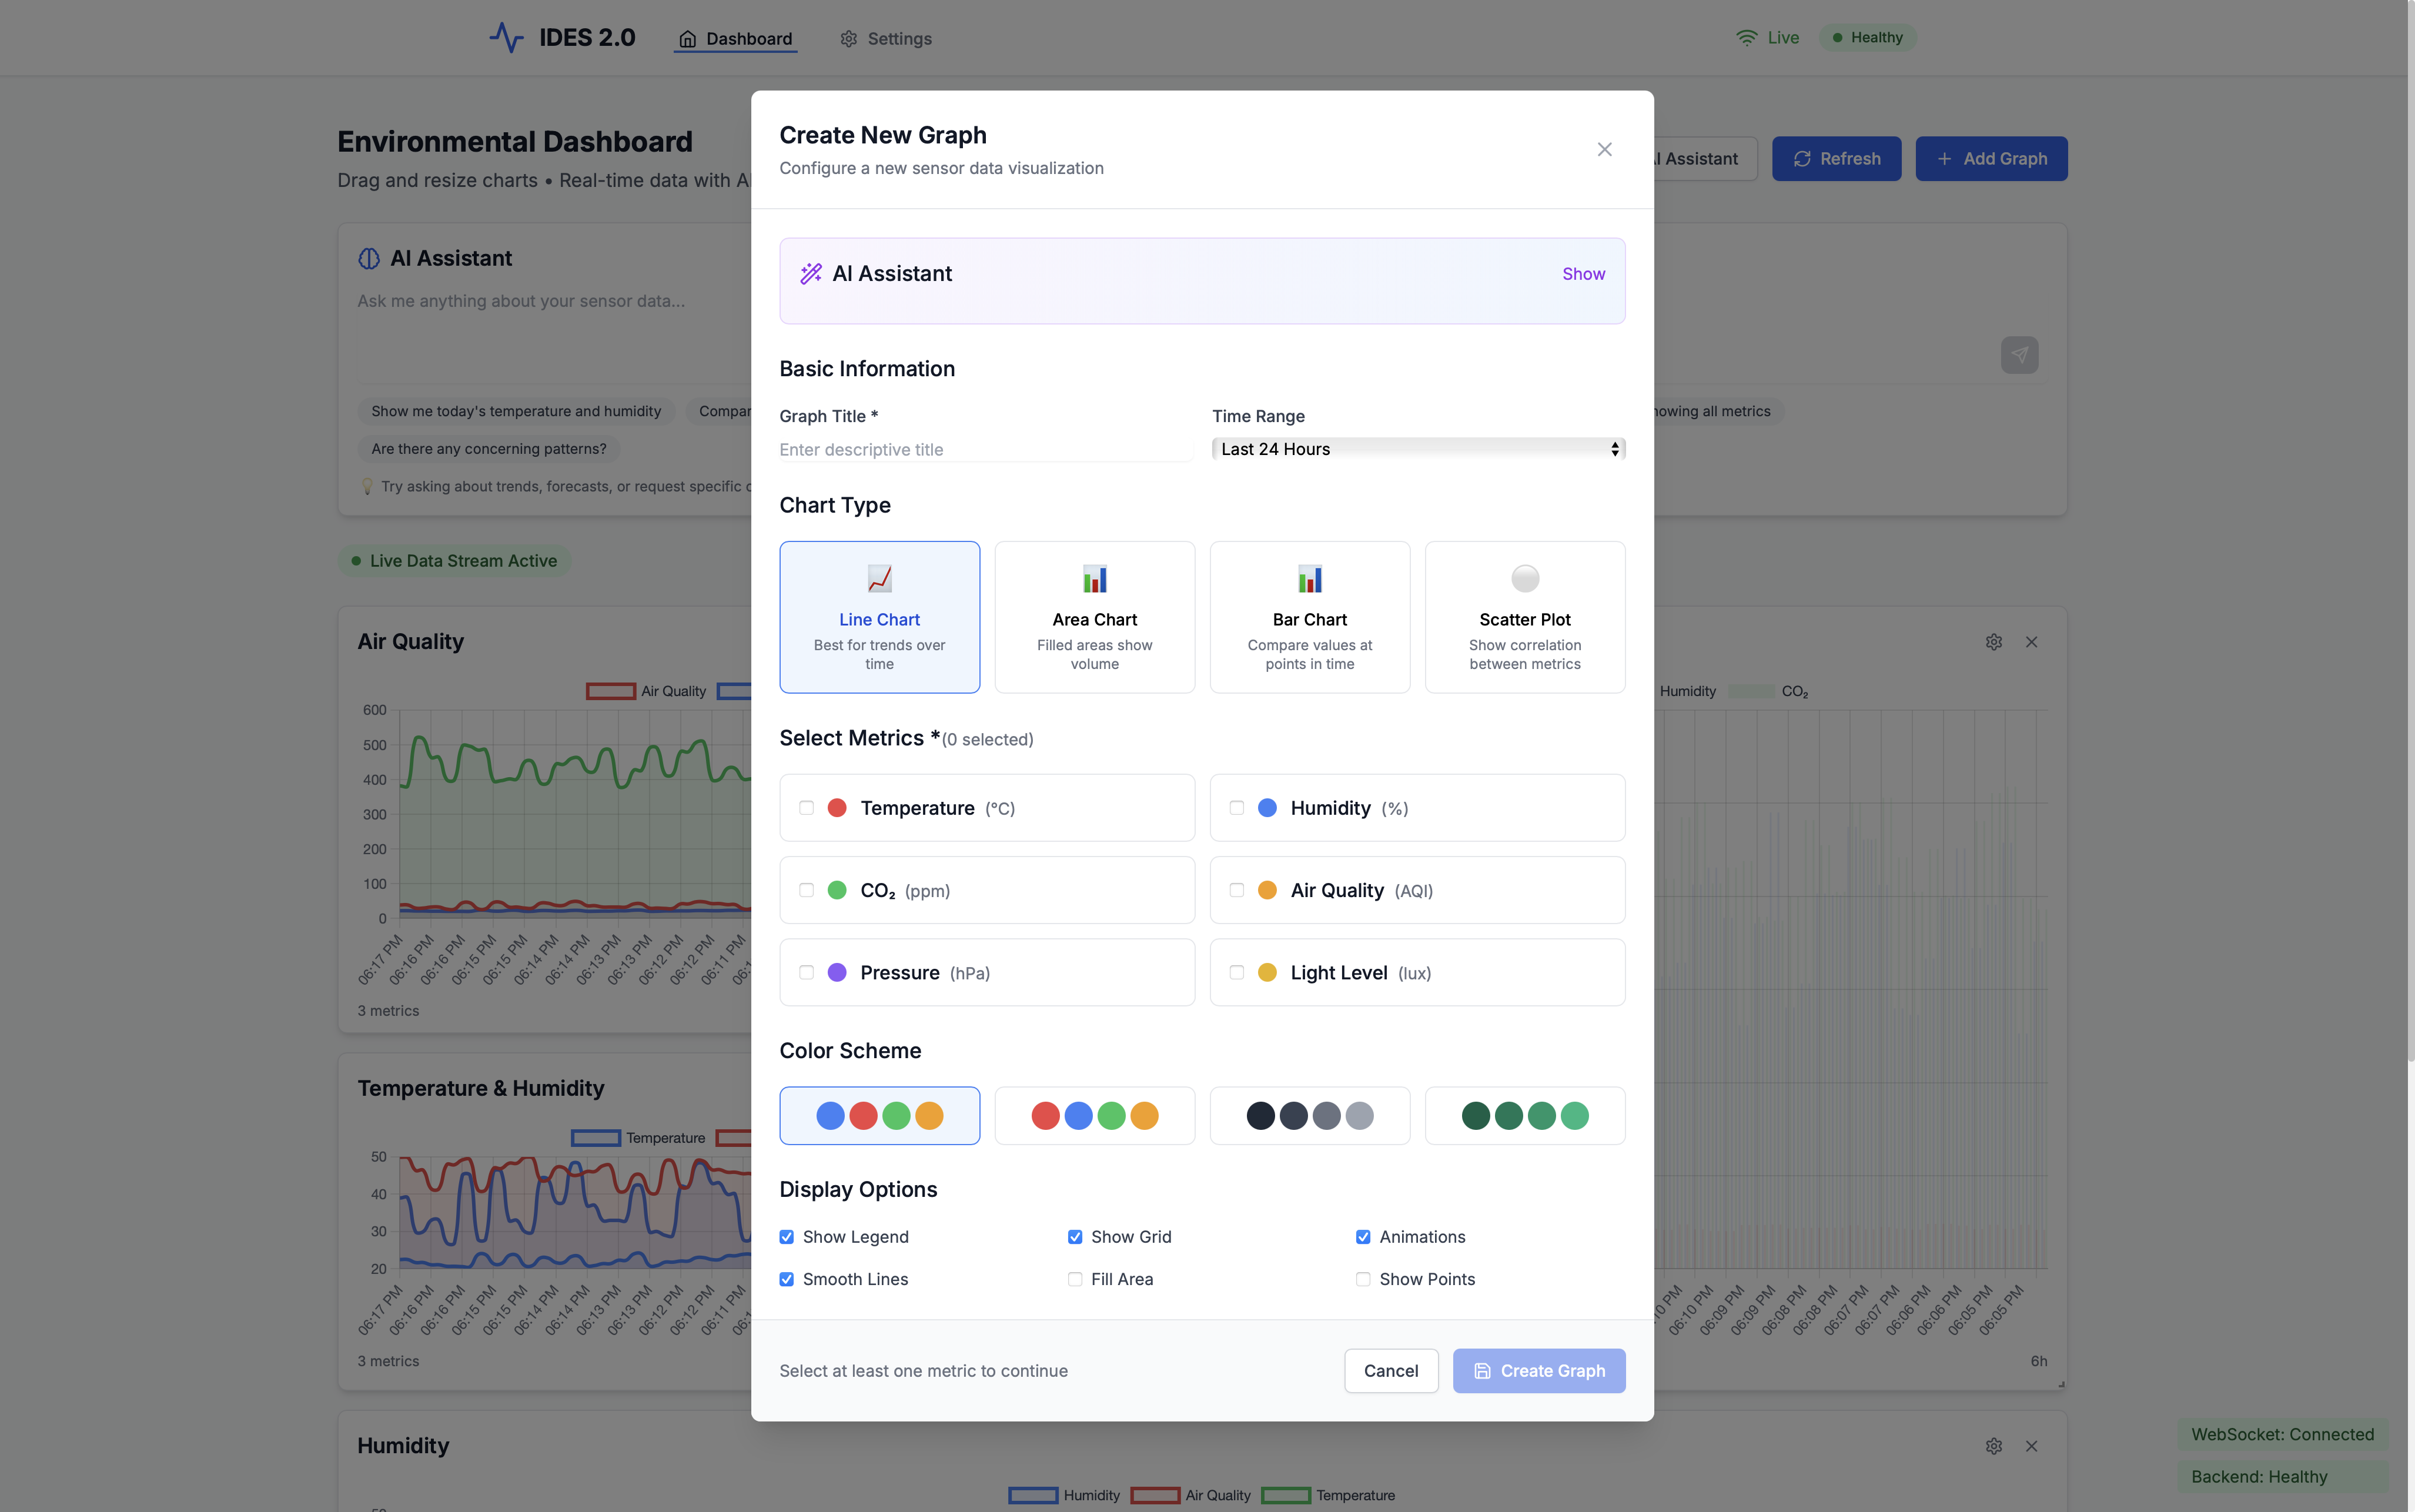 IDES 2.0
Dashboard
Settings
Live
Healthy
Environmental Dashboard
Drag and resize charts • Real-time data with
AI Assistant
Refresh
Add Graph
AI Assistant
Ask me anything about your sensor data...
Show me today's temperature and humidity
showing all metrics
Are there any concerning patterns?
💡 Try asking about trends, forecasts, or request specific
Live Data Stream Active
Air Quality
Air Quality
600
500
400
300
200
100
0
06:17 PM
06:16 PM
06:16 PM
06:15 PM
06:15 PM
06:14 PM
06:14 PM
06:13 PM
06:13 PM
06:12 PM
06:12 PM
06:11 PM
3 metrics
Temperature & Humidity
Temperature
50
40
30
20
06:17 PM
06:16 PM
06:16 PM
06:15 PM
06:15 PM
06:14 PM
06:14 PM
06:13 PM
06:13 PM
06:12 PM
06:12 PM
06:11 PM
3 metrics
Humidity
Humidity
Air Quality
Temperature
Create New Graph
Configure a new sensor data visualization
AI Assistant
Show
Basic Information
Graph Title *
Time Range
Enter descriptive title
Last 24 Hours
Chart Type
Line Chart
Best for trends over
time
Area Chart
Filled areas show
volume
Bar Chart
Compare values at
points in time
Scatter Plot
Show correlation
between metrics
Select Metrics *(0 selected)
Temperature (°C)
Humidity (%)
CO₂ (ppm)
Air Quality (AQI)
Pressure (hPa)
Light Level (lux)
Color Scheme
Display Options
Show Legend
Show Grid
Animations
Smooth Lines
Fill Area
Show Points
Select at least one metric to continue
Cancel
Create Graph
Humidity
CO₂
06:10 PM
06:09 PM
06:09 PM
06:08 PM
06:08 PM
06:07 PM
06:07 PM
06:06 PM
06:06 PM
06:05 PM
06:05 PM
6h
WebSocket: Connected
Backend: Healthy